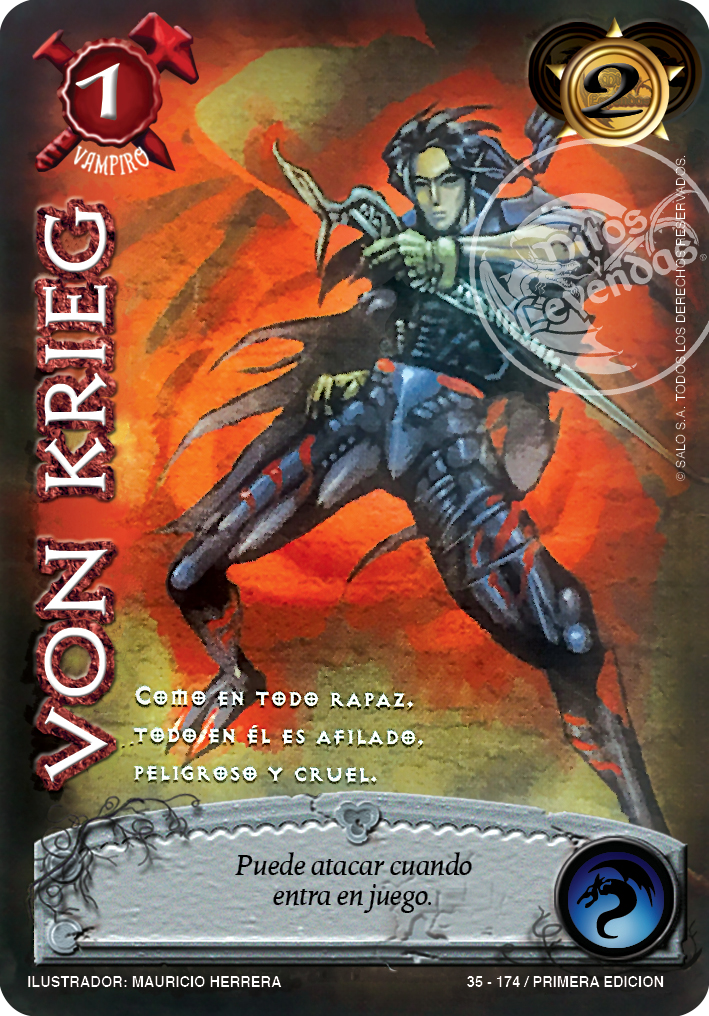 1
VAMPIRO
2
VON KRIEG
mitos
Leyendas
®
© SALO S.A. TODOS LOS DERECHOS RESERVADOS.
Como en todo rapaz,
todo en él es afilado,
peligroso y cruel.
Puede atacar cuando
entra en juego.
ILUSTRADOR: MAURICIO HERRERA
35 - 174 / PRIMERA EDICION